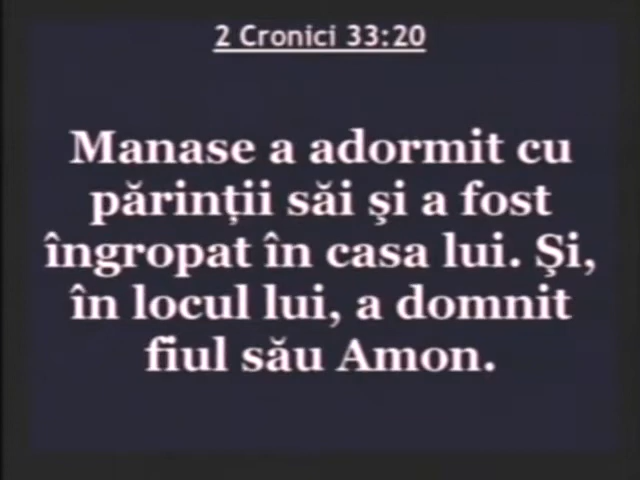 2 Cronici 33:20
Manase a adormit cu
părinţii săi şi a fost
îngropat în casa lui. Şi,
în locul lui, a domnit
fiul său Amon.